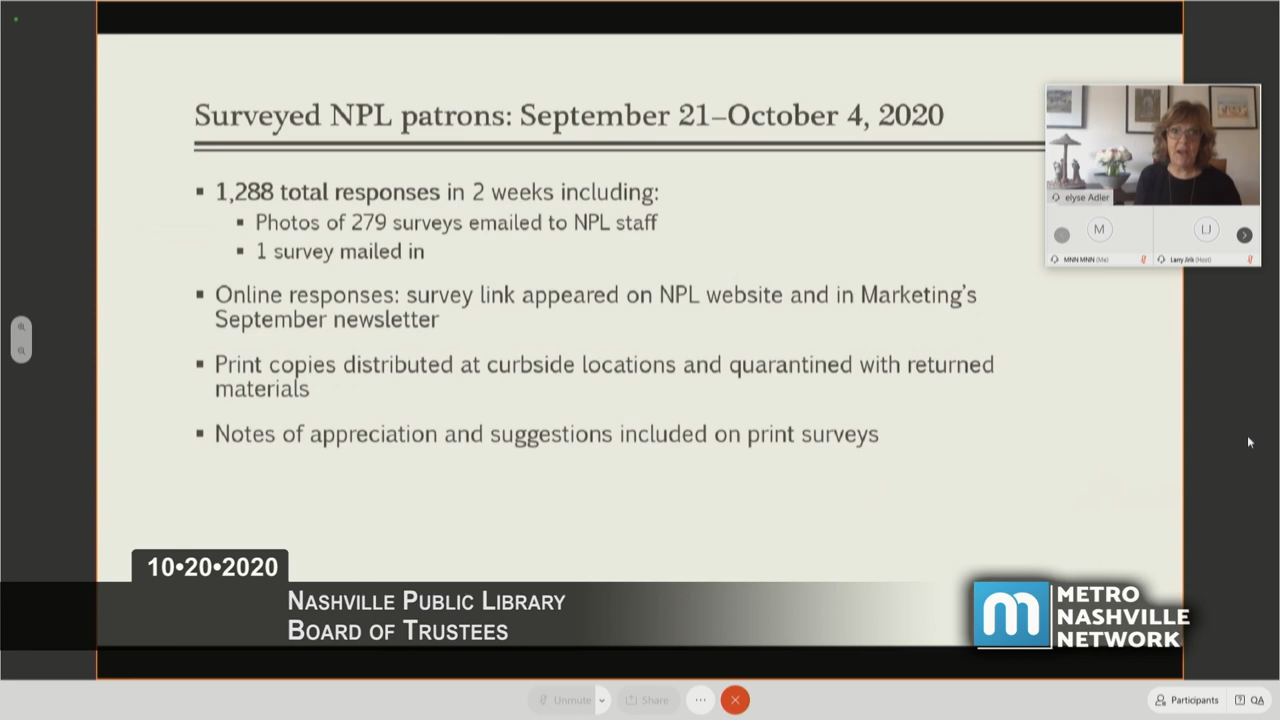 Surveyed NPL patrons: September 21–October 4, 2020
▪ 1,288 total responses in 2 weeks including:
▪ Photos of 279 surveys emailed to NPL staff
▪ 1 survey mailed in
▪ Online responses: survey link appeared on NPL website and in Marketing's
September newsletter
▪ Print copies distributed at curbside locations and quarantined with returned
materials
▪ Notes of appreciation and suggestions included on print surveys
elyse Adler
M
LJ
MNN MNN (Me)
Larry Jirik (Host)
10•20•2020
NASHVILLE PUBLIC LIBRARY
BOARD OF TRUSTEES
m
METRO
NASHVILLE
NETWORK
Unmute
Share
Participants
QA